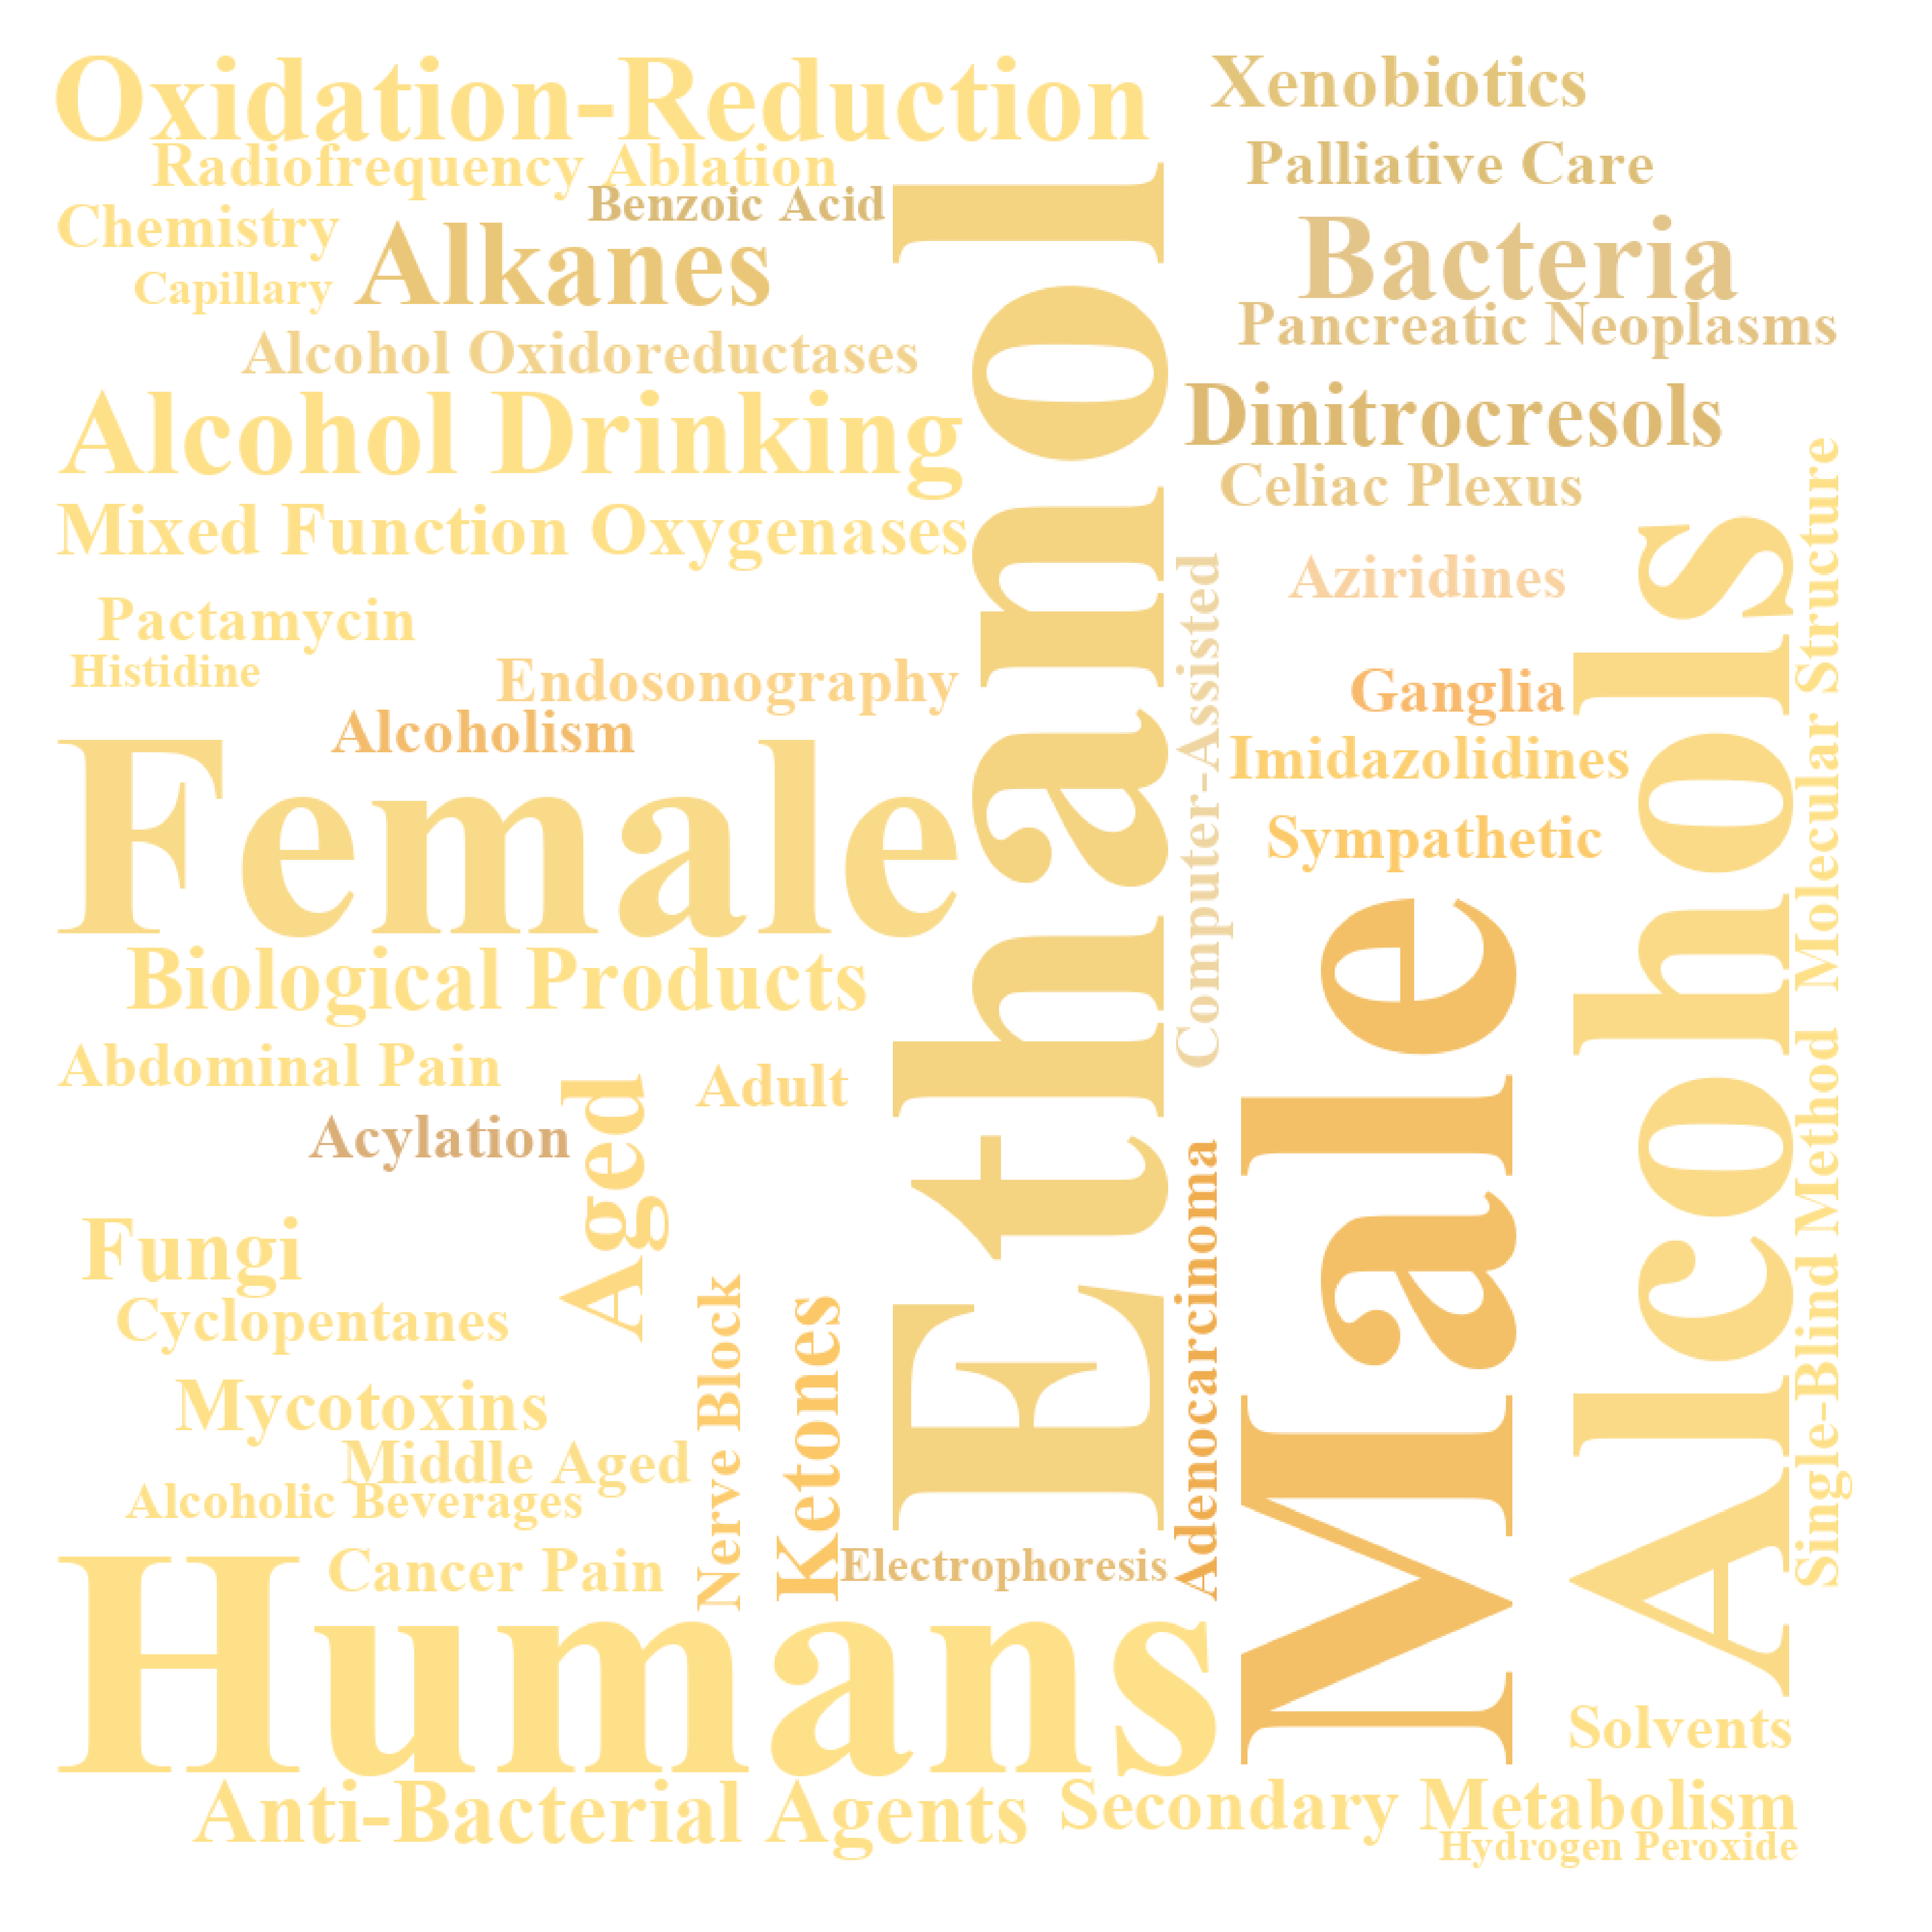 Oxidation-Reduction
Xenobiotics
Radiofrequency Ablation
Palliative Care
Benzoic Acid
Chemistry
Alkanes
Bacteria
Capillary
Pancreatic Neoplasms
Alcohol Oxidoreductases
Alcohol Drinking
Dinitrocresols
Celiac Plexus
Mixed Function Oxygenases
Ethanol
Computer-Assisted
Aziridines
Alcohols
Molecular Structure
Pactamycin
Histidine
Endosonography
Ganglia
Alcoholism
Imidazolidines
Female
Sympathetic
Male
Biological Products
Abdominal Pain
Adult
Aged
Acylation
Adenocarcinoma
Single-Blind Method
Fungi
Cyclopentanes
Nerve Block
Ketones
Mycotoxins
Middle Aged
Alcoholic Beverages
Cancer Pain
Electrophoresis
Humans
Solvents
Anti-Bacterial Agents
Secondary Metabolism
Hydrogen Peroxide